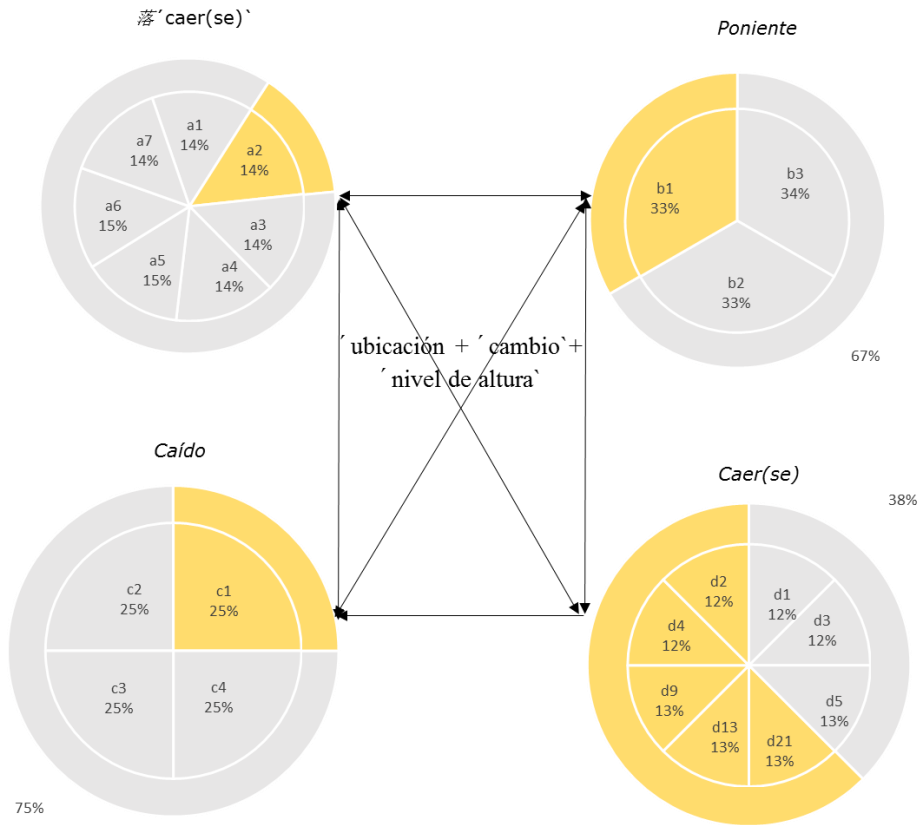 落´caer(se)`
a1
14%
a2
14%
a3
14%
a4
14%
a5
15%
a6
15%
a7
14%
Poniente
b1
33%
b2
33%
b3
34%
67%
´ubicación + ´cambio`+
´nivel de altura`
Caído
c1
25%
c2
25%
c3
25%
c4
25%
75%
Caer(se)
38%
d1
12%
d2
12%
d3
12%
d4
12%
d5
13%
d9
13%
d13
13%
d21
13%